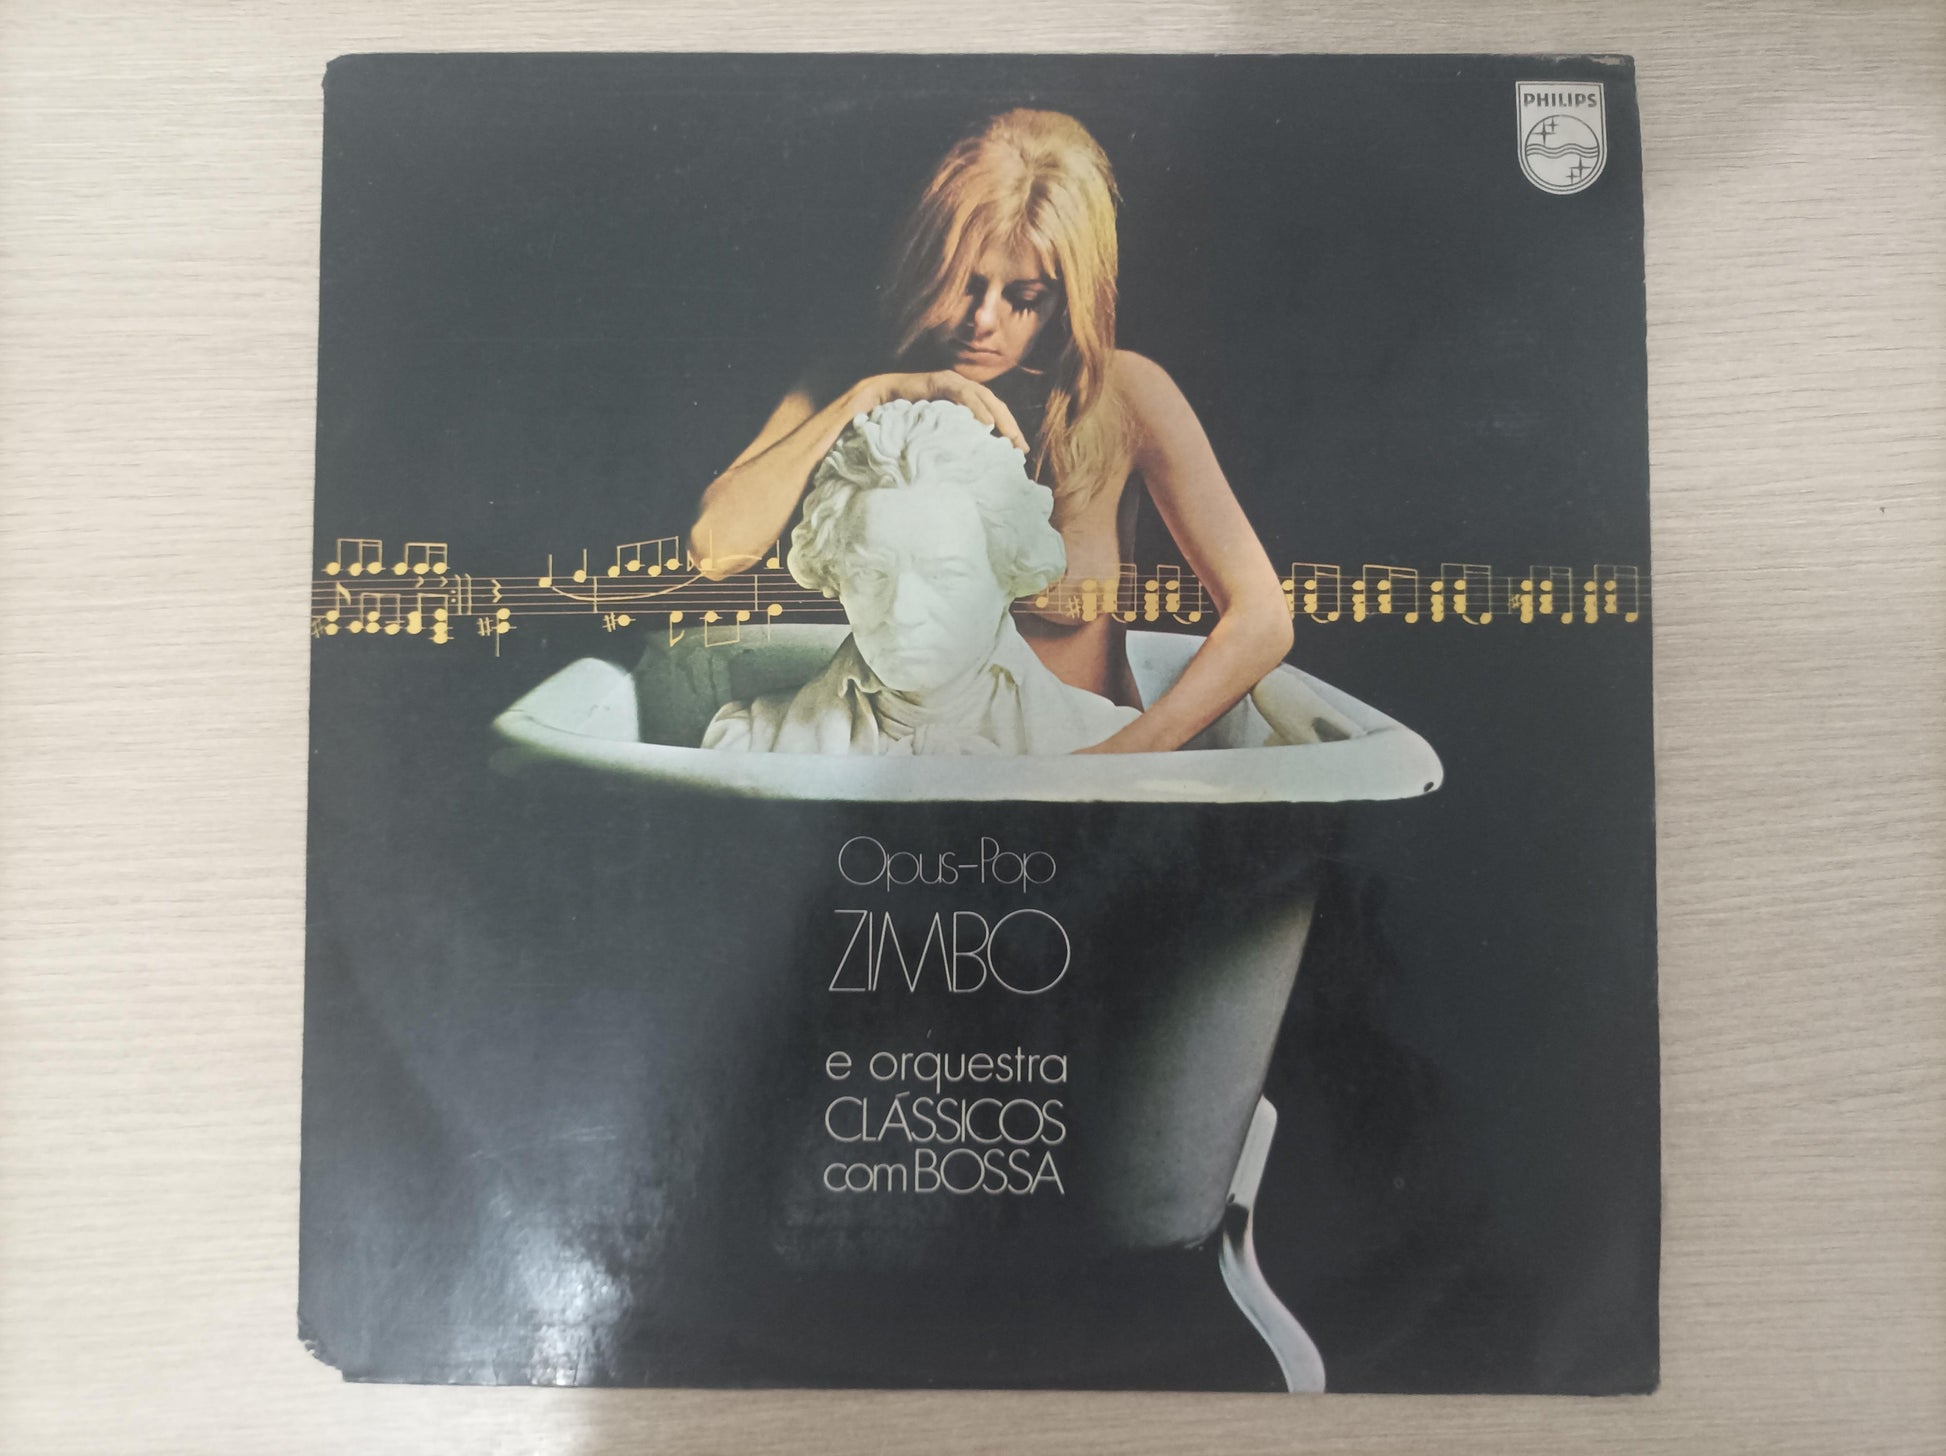 PHILIPS
Opus-Pop
ZIMBO
e orquestra
CLÁSSICOS
com BOSSA